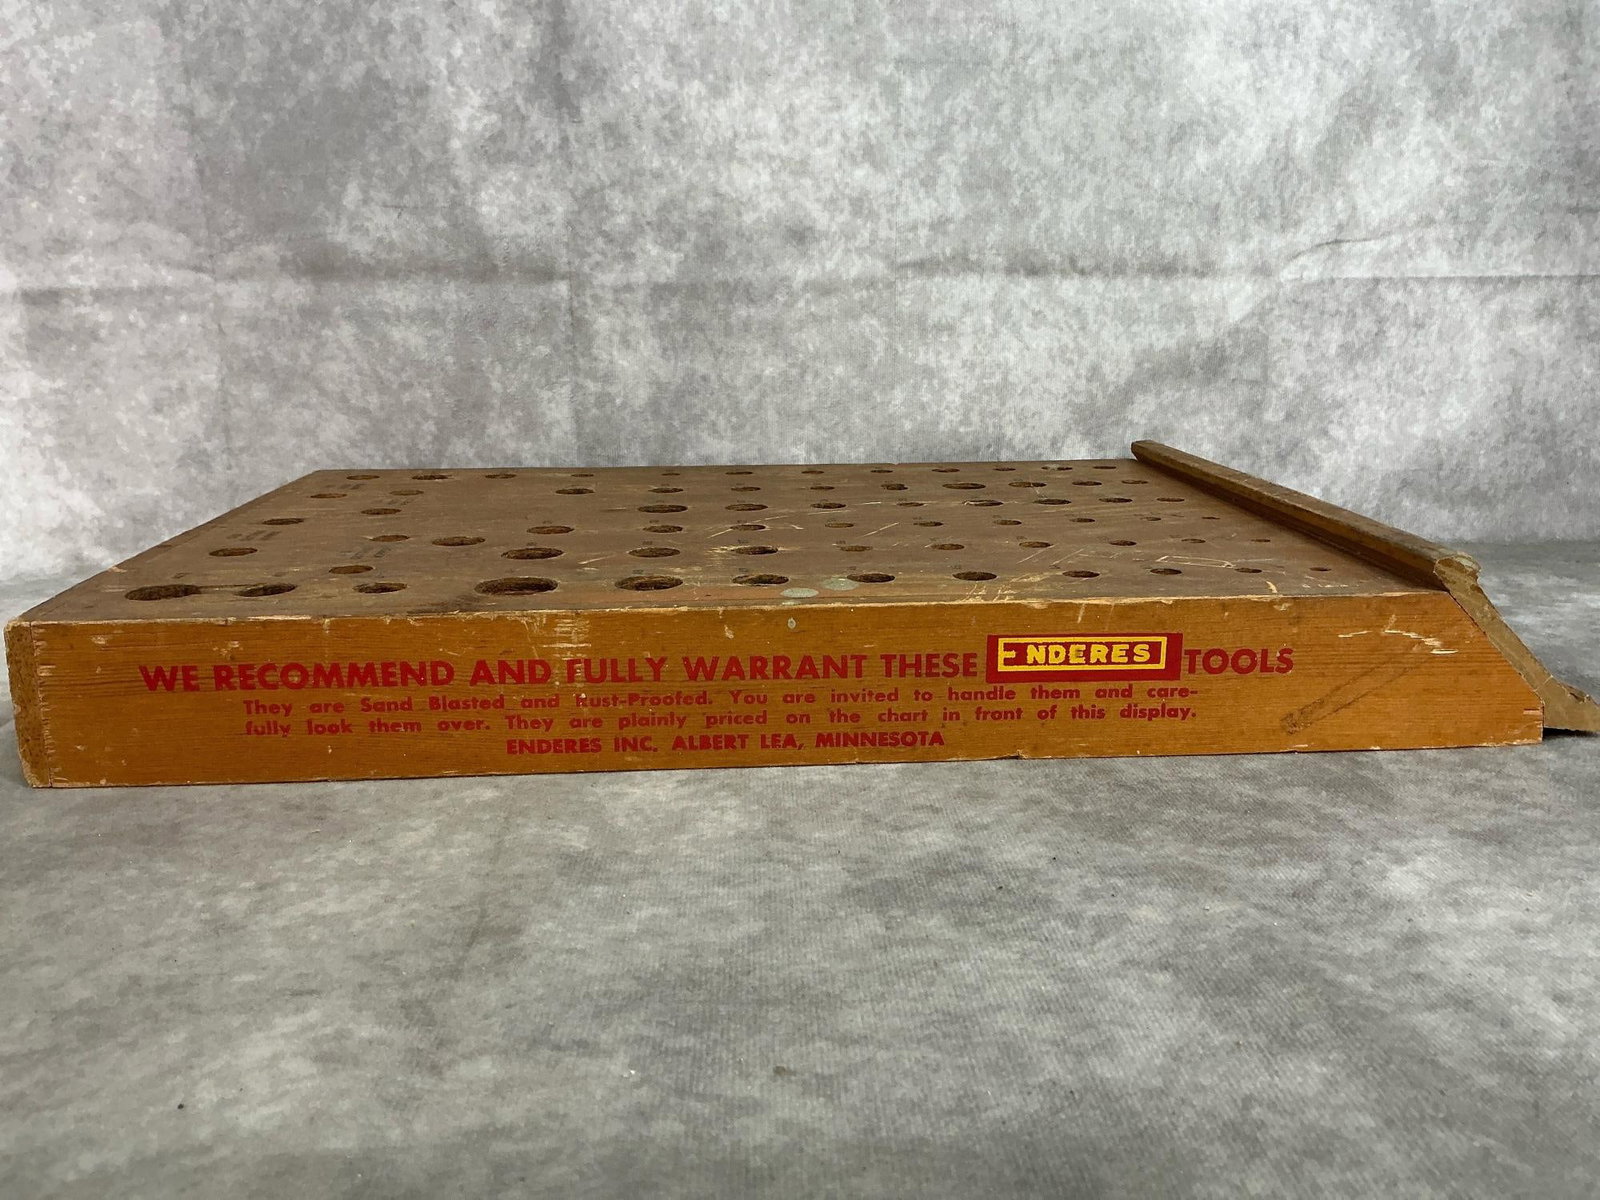 WE RECOMMEND AND FULLY WARRANT THESE ENDERES TOOLS
They are Sand Blasted and Rust-Proofed. You are invited to handle them and care-
fully look them over. They are plainly priced on the chart in front of this display.
ENDERES INC. ALBERT LEA, MINNESOTA